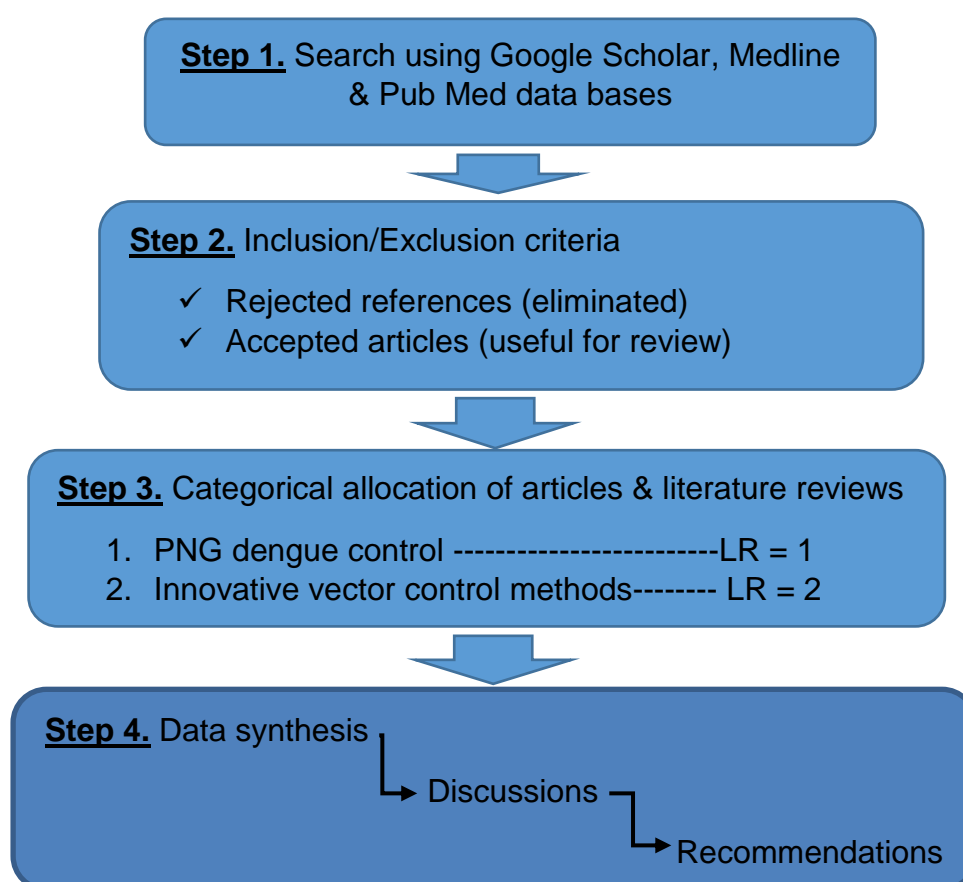 Step 1. Search using Google Scholar, Medline
& Pub Med data bases
Step 2. Inclusion/Exclusion criteria
✓ Rejected references (eliminated)
✓ Accepted articles (useful for review)
Step 3. Categorical allocation of articles & literature reviews
1. PNG dengue control -------------------------LR = 1
2. Innovative vector control methods-------- LR = 2
Step 4. Data synthesis
Discussions
Recommendations